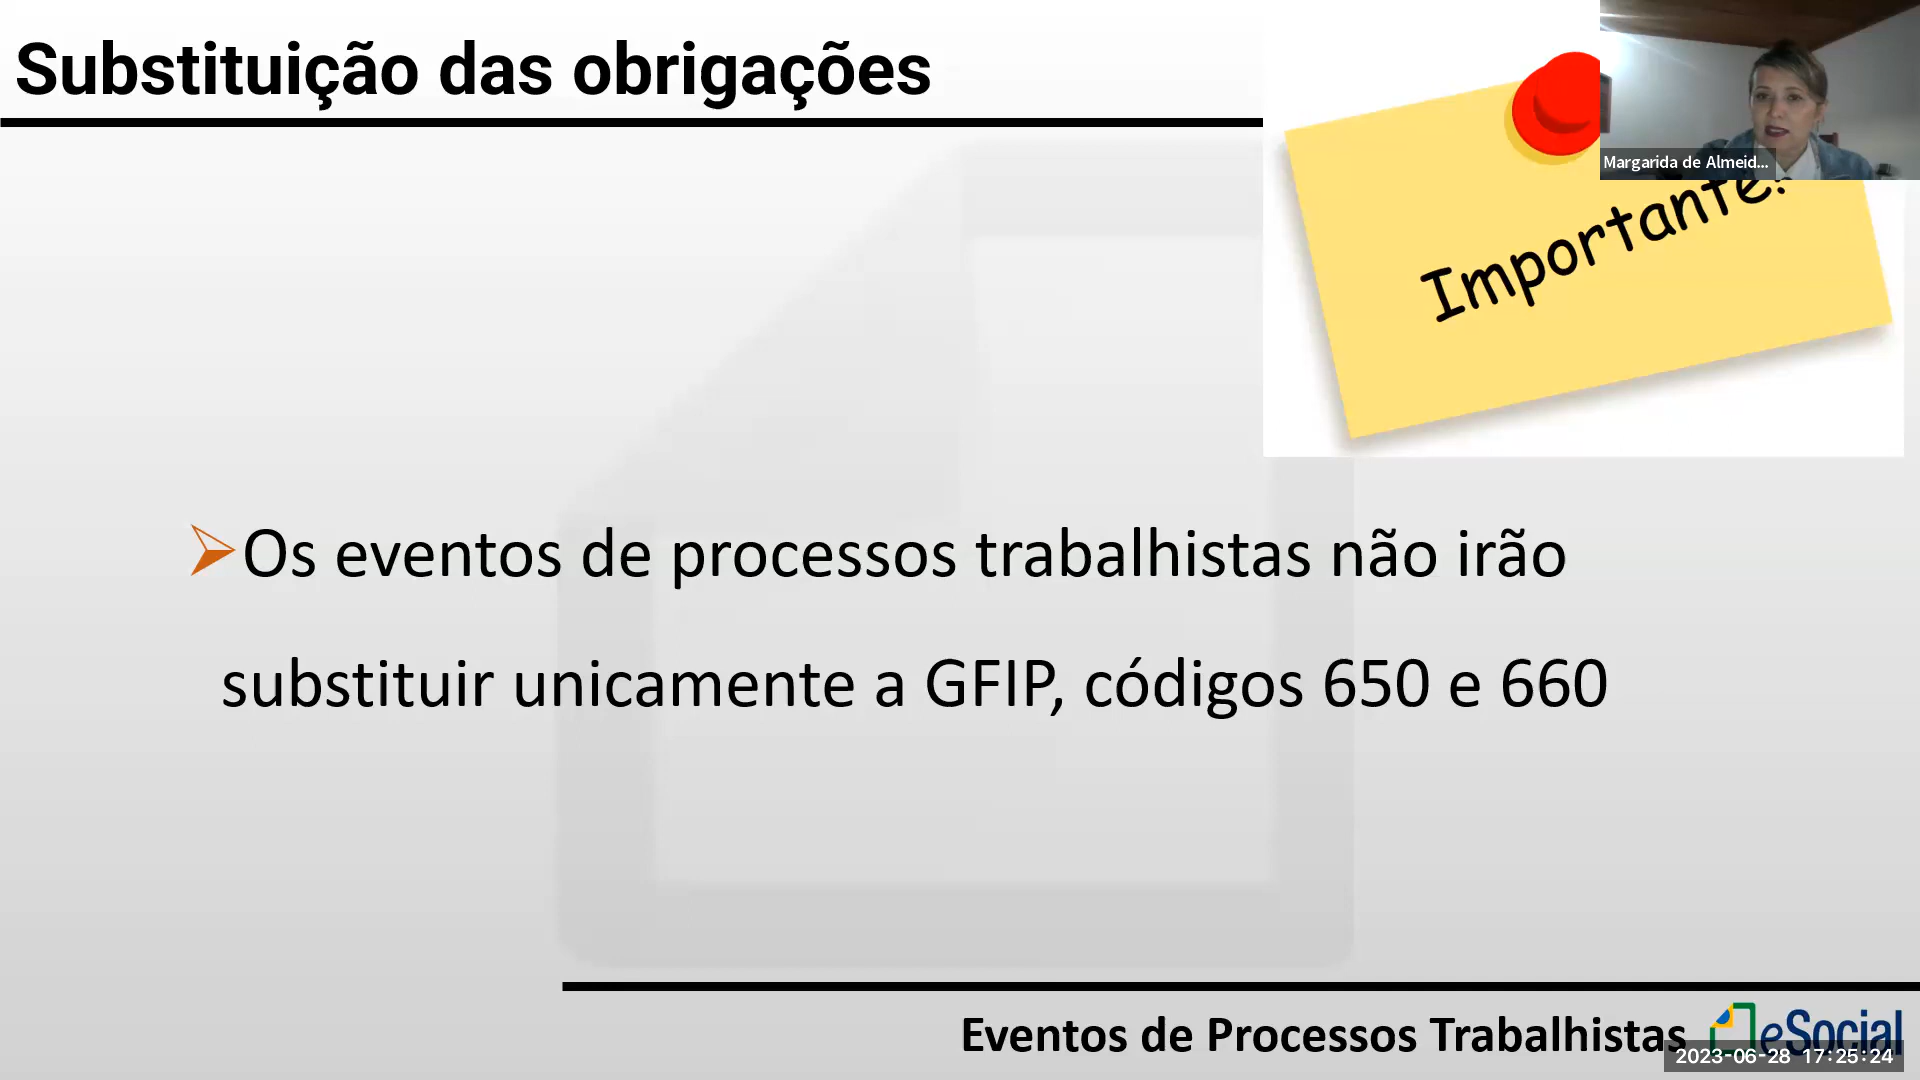 Substituição das obrigações
Importante!
Margarida de Almeid...
➢Os eventos de processos trabalhistas não irão
substituir unicamente a GFIP, códigos 650 e 660
Eventos de Processos Trabalhistas
eSocial
2023-06-28 17:25:24